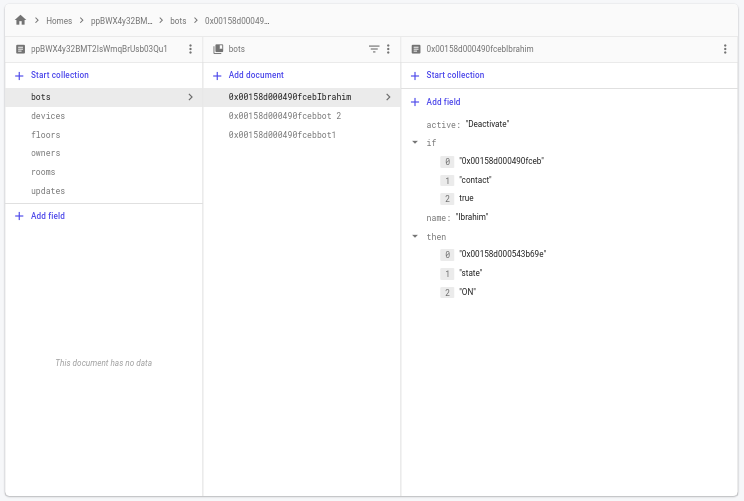 Homes ppBWX4y32BM... bots 0x00158d00049...
ppBWX4y32BMT2IsWmqBrUsb03Qu1
Start collection
bots
devices
floors
owners
rooms
updates
Add field
This document has no data
bots
Add document
0x00158d000490fcebIbrahim
0x00158d000490fcebbot 2
0x00158d000490fcebbot1
0x00158d000490fcebIbrahim
Start collection
Add field
active: "Deactivate"
if
0 "0x00158d000490fceb"
1 "contact"
2 true
name: "Ibrahim"
then
0 "0x00158d000543b69e"
1 "state"
2 "ON"